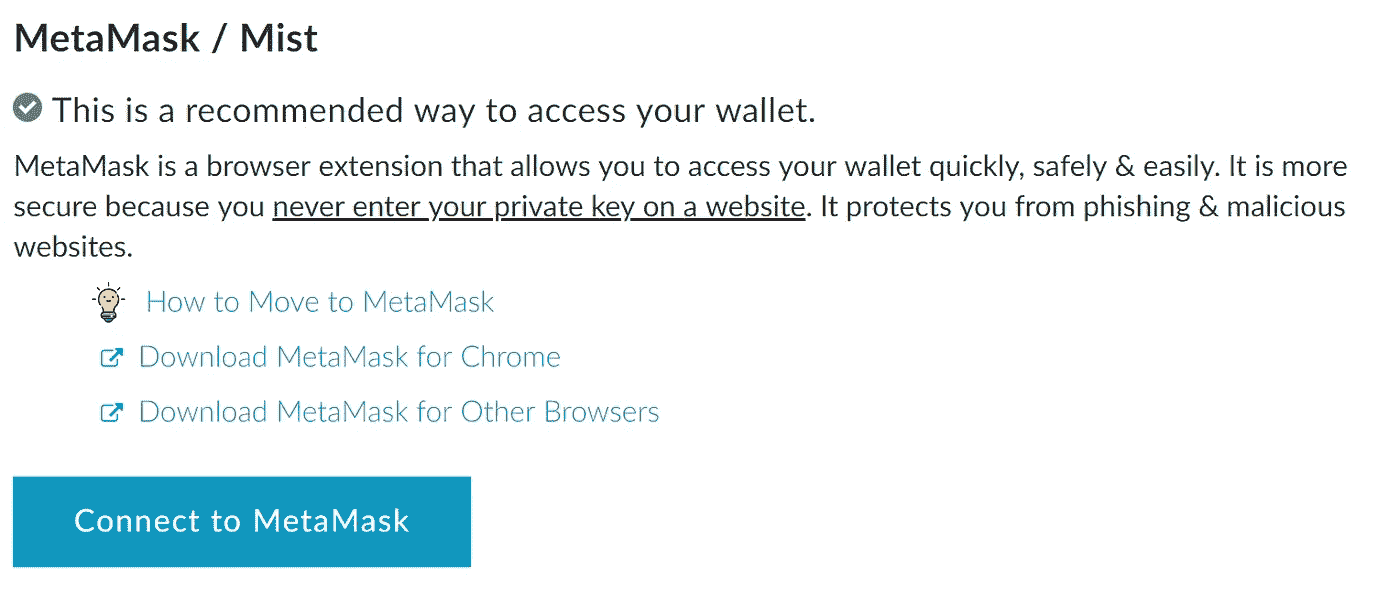 MetaMask / Mist
This is a recommended way to access your wallet.
MetaMask is a browser extension that allows you to access your wallet quickly, safely & easily. It is more
secure because you never enter your private key on a website. It protects you from phishing & malicious
websites.
How to Move to MetaMask
Download MetaMask for Chrome
Download MetaMask for Other Browsers
Connect to MetaMask